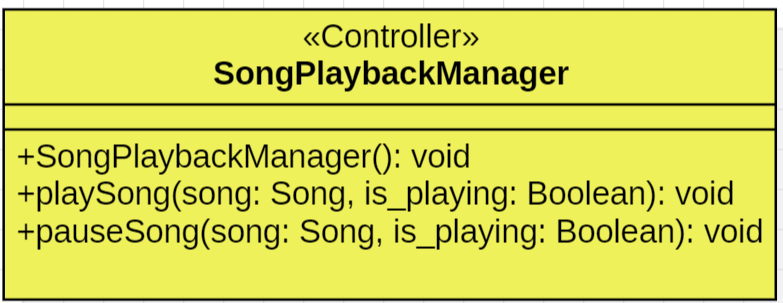 «Controller»
SongPlaybackManager
+SongPlaybackManager(): void
+playSong(song: Song, is_playing: Boolean): void
+pauseSong(song: Song, is_playing: Boolean): void